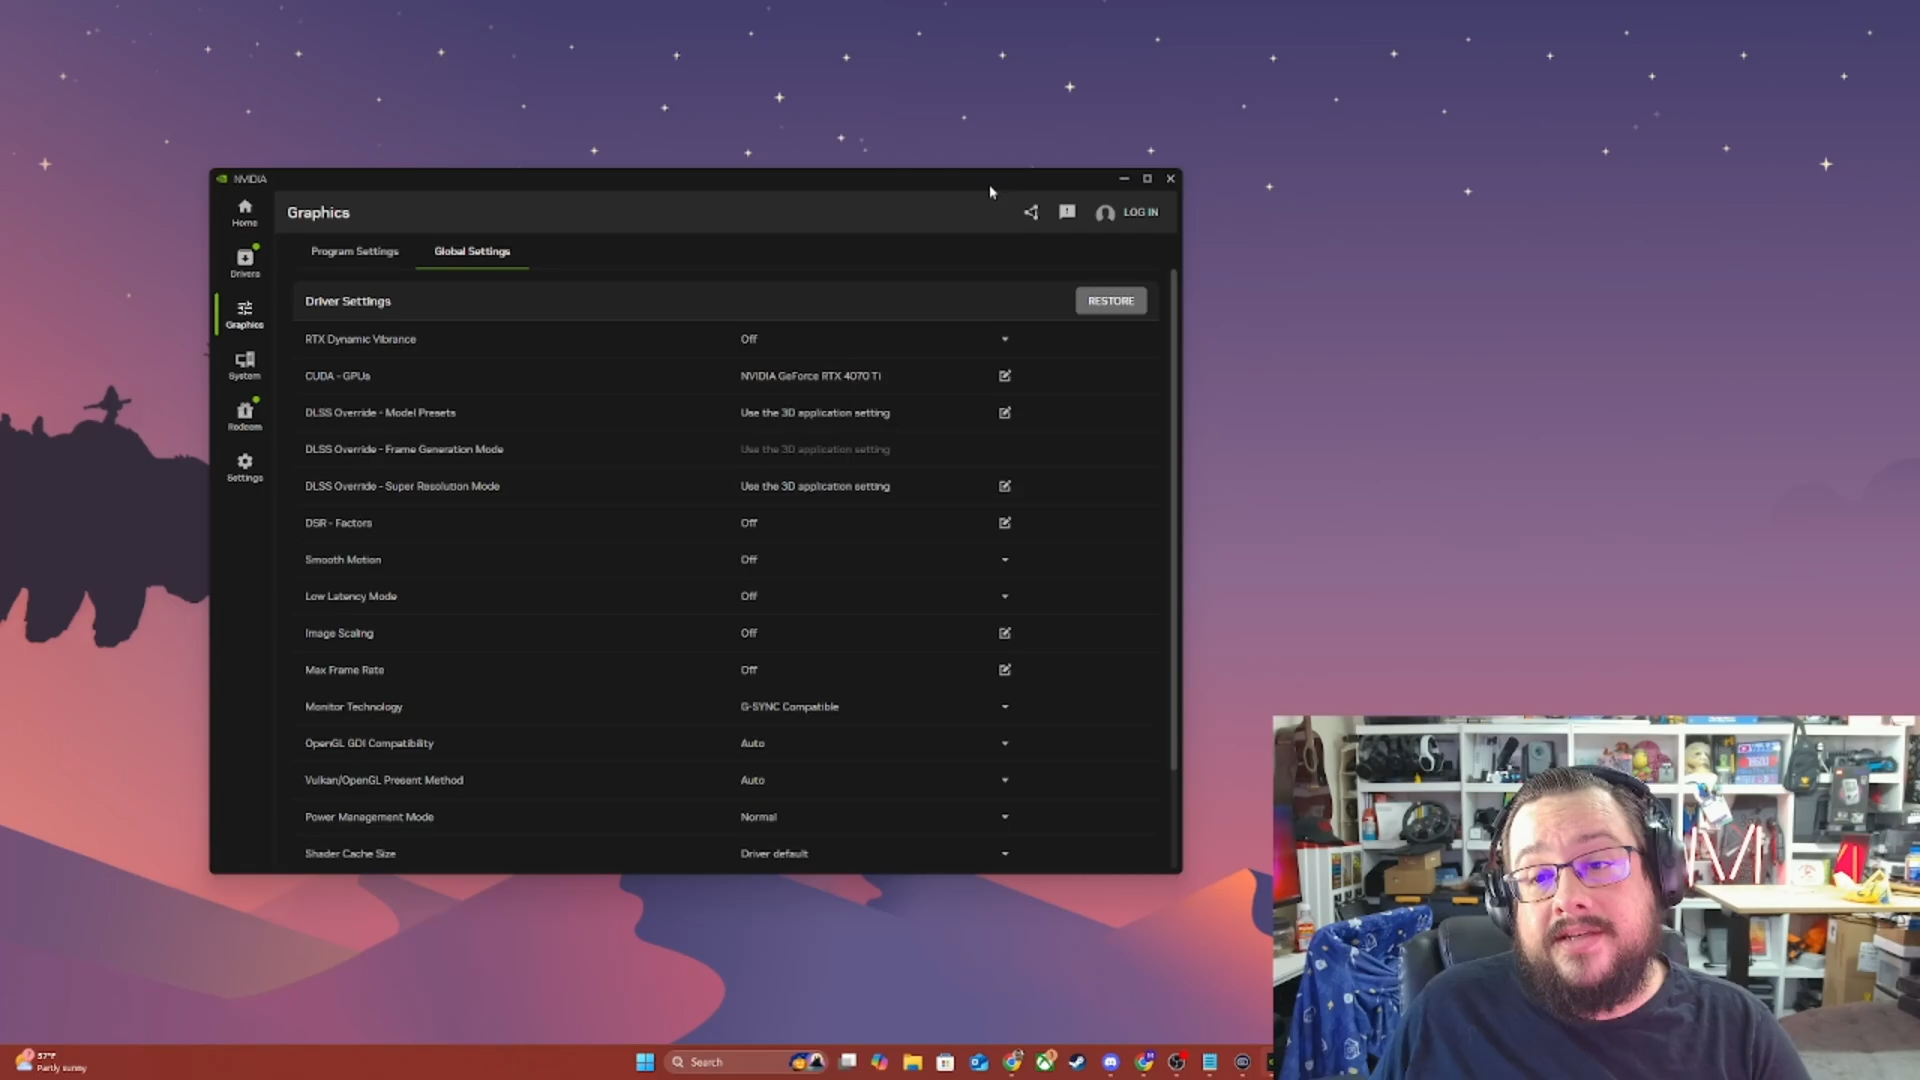 NVIDIA
Home
Drivers
Graphics
System
Redeem
Settings
Graphics
LOG IN
Program Settings
Global Settings
Driver Settings
RESTORE
RTX Dynamic Vibrance Off
CUDA - GPUs NVIDIA GeForce RTX 4070 Ti
DLSS Override - Model Presets Use the 3D application setting
DLSS Override - Frame Generation Mode Use the 3D application setting
DLSS Override - Super Resolution Mode Use the 3D application setting
DSR - Factors Off
Smooth Motion Off
Low Latency Mode Off
Image Scaling Off
Max Frame Rate Off
Monitor Technology G-SYNC Compatible
OpenGL GDI Compatibility Auto
Vulkan/OpenGL Present Method Auto
Power Management Mode Normal
Shader Cache Size Driver default
57°F
Partly sunny
Search